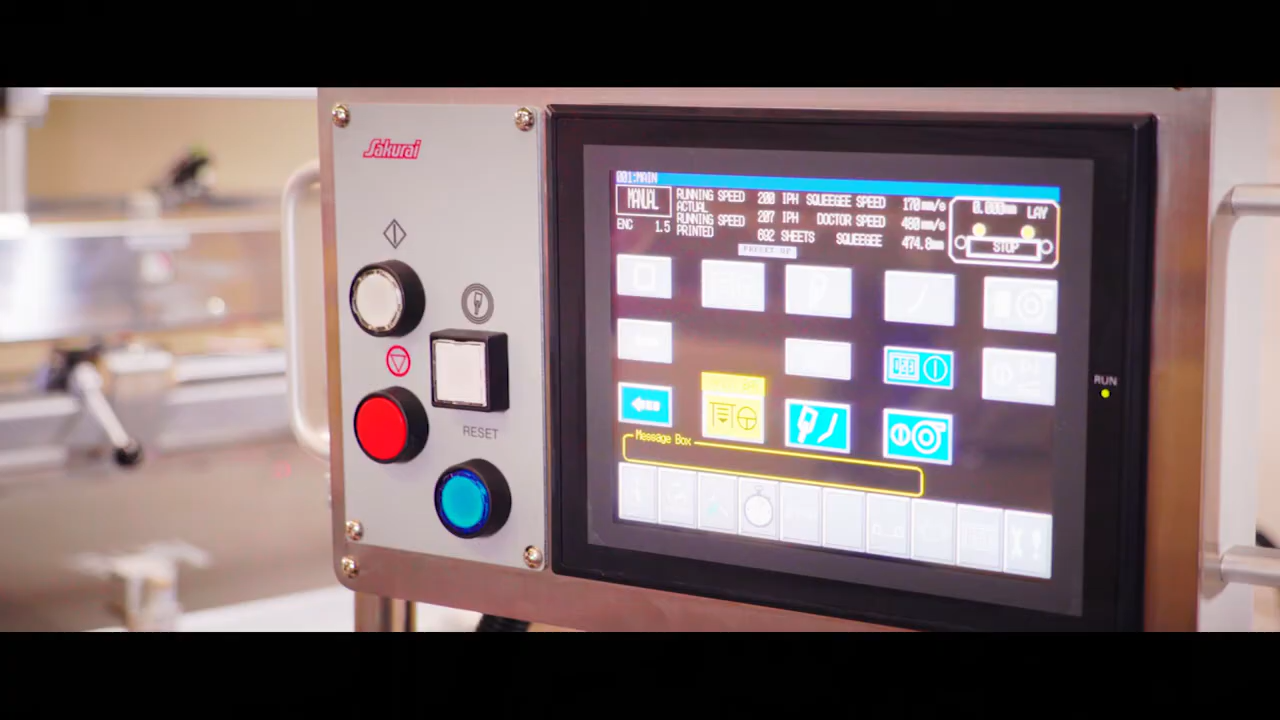 Sakurai
RESET
001:MAIN
MANUAL
RUNNING SPEED 200 IPH SQUEEGEE SPEED 170mm/s
ACTUAL
RUNNING SPEED 207 IPH DOCTOR SPEED 480mm/s
ENC 1.5 PRINTED 692 SHEETS SQUEEGEE 474.8mm
0.000mm LAY
STOP
Message Box
RUN